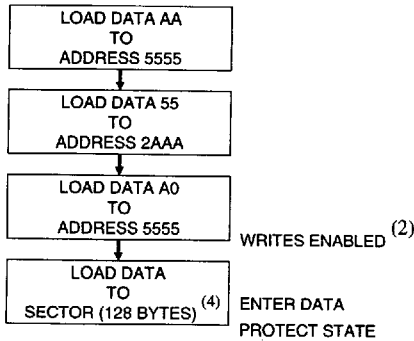 LOAD DATA AA
TO
ADDRESS 5555
LOAD DATA 55
TO
ADDRESS 2AAA
LOAD DATA A0
TO
ADDRESS 5555
WRITES ENABLED (2)
LOAD DATA
TO
SECTOR (128 BYTES) (4)
ENTER DATA
PROTECT STATE